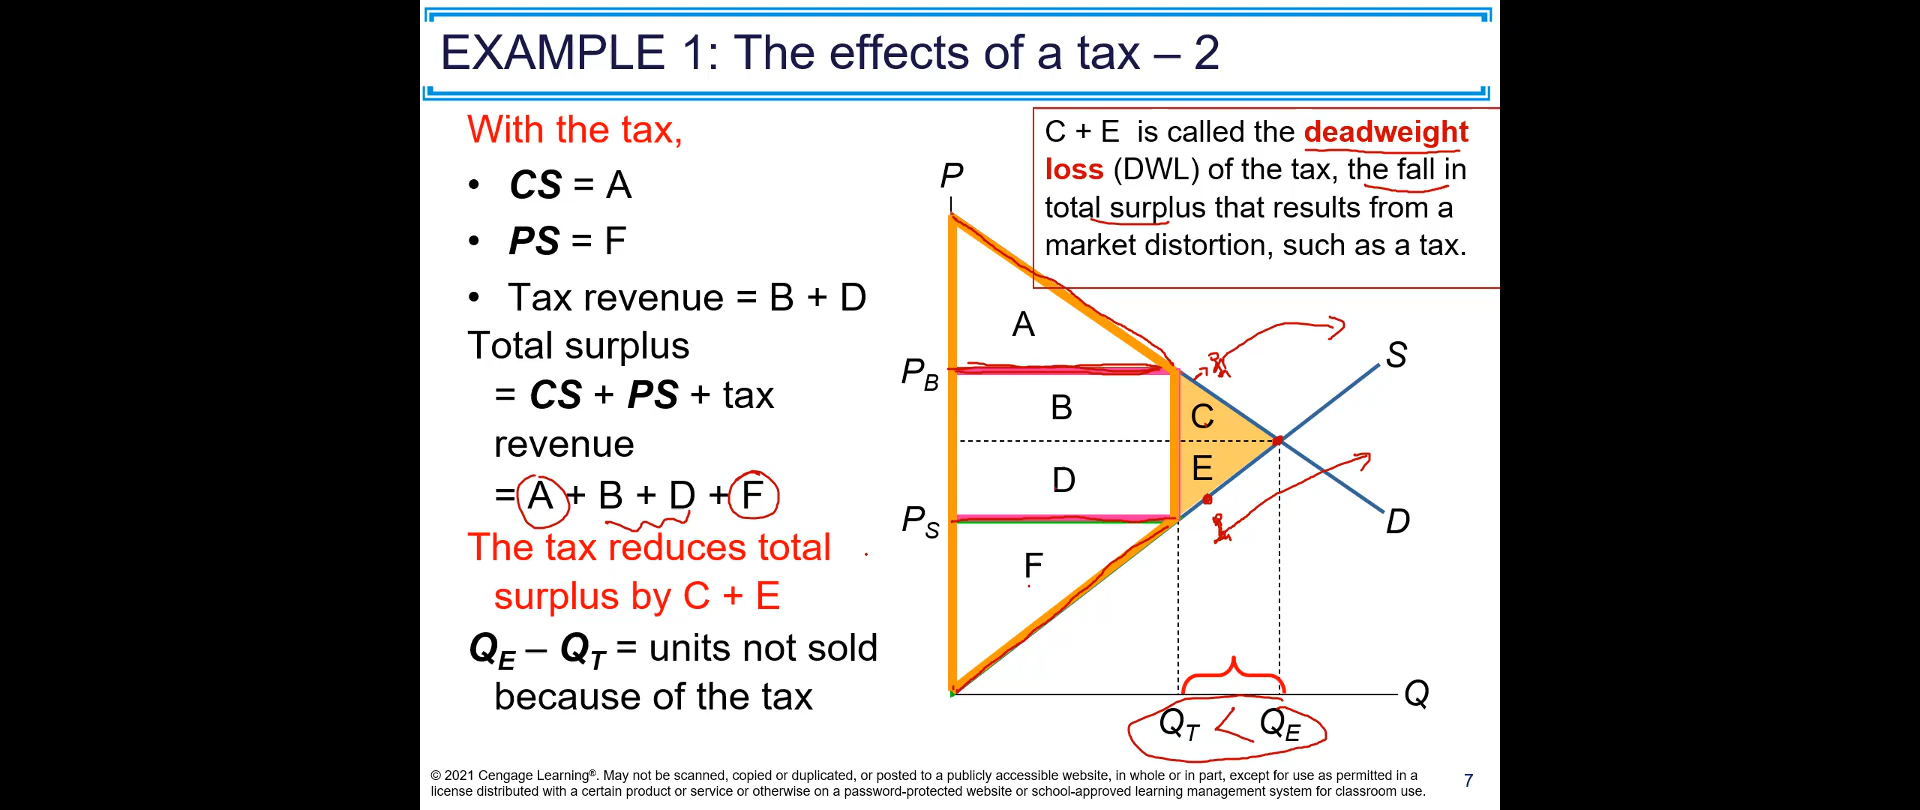 EXAMPLE 1: The effects of a tax – 2
With the tax,
• CS = A
• PS = F
• Tax revenue = B + D
Total surplus
= CS + PS + tax
revenue
= A + B + D + F
The tax reduces total
surplus by C + E
QE – QT = units not sold
because of the tax
C + E is called the deadweight
loss (DWL) of the tax, the fall in
total surplus that results from a
market distortion, such as a tax.
P
A
S
PB
B
C
E
D
PS
D
F
Q
QT < QE
© 2021 Cengage Learning®. May not be scanned, copied or duplicated, or posted to a publicly accessible website, in whole or in part, except for use as permitted in a
license distributed with a certain product or service or otherwise on a password-protected website or school-approved learning management system for classroom use.
7